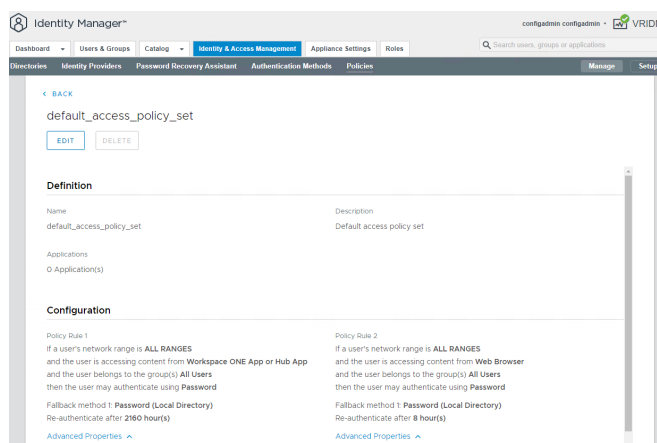 Identity Manager™
configadmin configadmin
VRIDI
Dashboard Users & Groups Catalog Identity & Access Management Appliance Settings Roles
Search users, groups or applications
Directories Identity Providers Password Recovery Assistant Authentication Methods Policies Manage Setup
< BACK
default_access_policy_set
EDIT DELETE
Definition
Name
default_access_policy_set
Description
Default access policy set
Applications
0 Application(s)
Configuration
Policy Rule 1
If a user's network range is ALL RANGES
and the user is accessing content from Workspace ONE App or Hub App
and the user belongs to the group(s) All Users
then the user may authenticate using Password
Fallback method 1: Password (Local Directory)
Re-authenticate after 2160 hour(s)
Advanced Properties
Policy Rule 2
If a user's network range is ALL RANGES
and the user is accessing content from Web Browser
and the user belongs to the group(s) All Users
then the user may authenticate using Password
Fallback method 1: Password (Local Directory)
Re-authenticate after 8 hour(s)
Advanced Properties